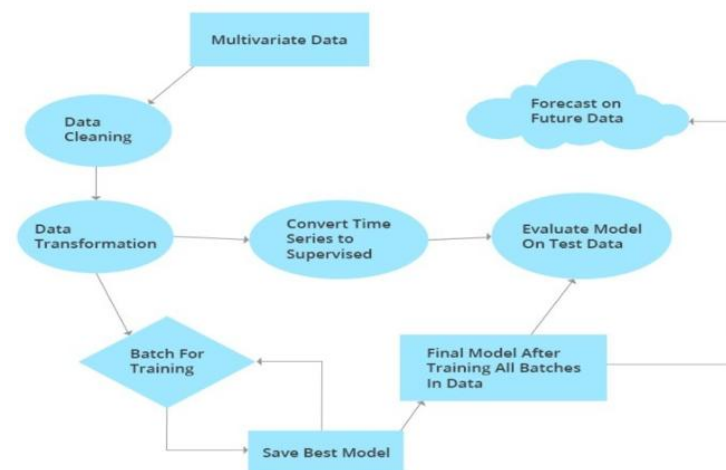 Multivariate Data
Forecast on
Future Data
Data
Cleaning
Data
Transformation
Convert Time
Series to
Supervised
Evaluate Model
On Test Data
Batch For
Training
Final Model After
Training All Batches
In Data
Save Best Model